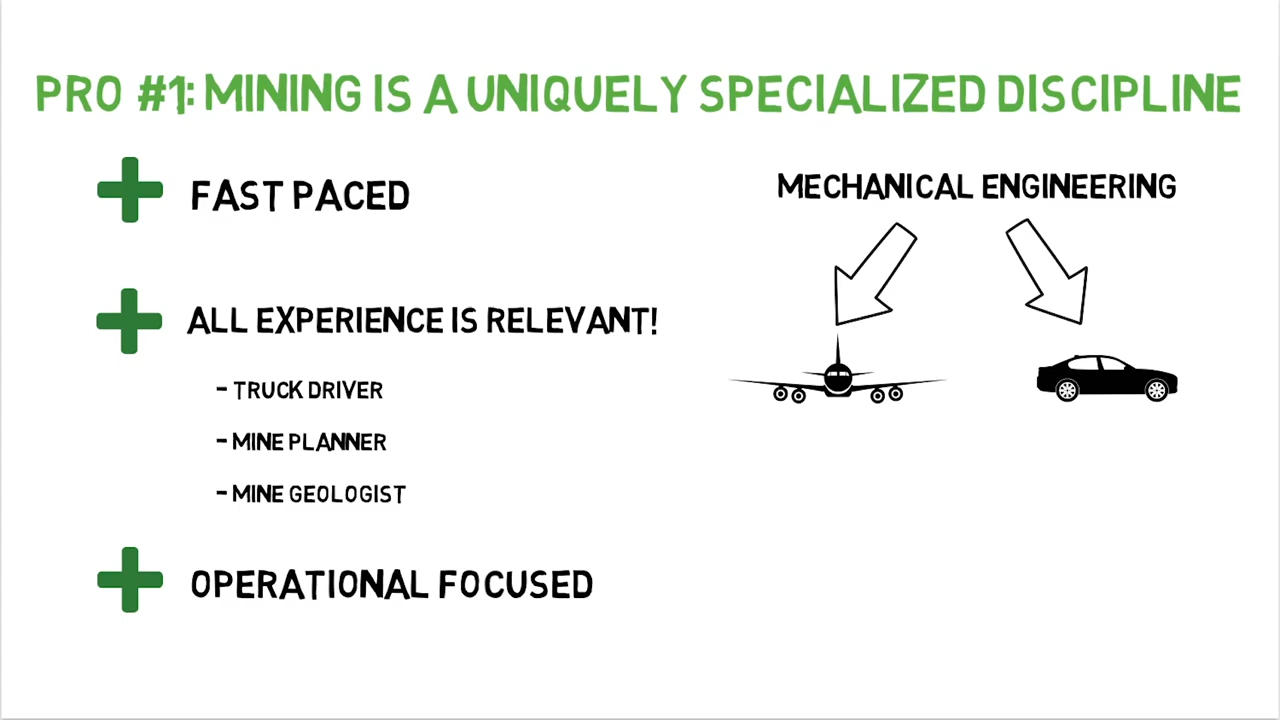 PRO #1: MINING IS A UNIQUELY SPECIALIZED DISCIPLINE
FAST PACED
ALL EXPERIENCE IS RELEVANT!
- TRUCK DRIVER
- MINE PLANNER
- MINE GEOLOGIST
OPERATIONAL FOCUSED
MECHANICAL ENGINEERING